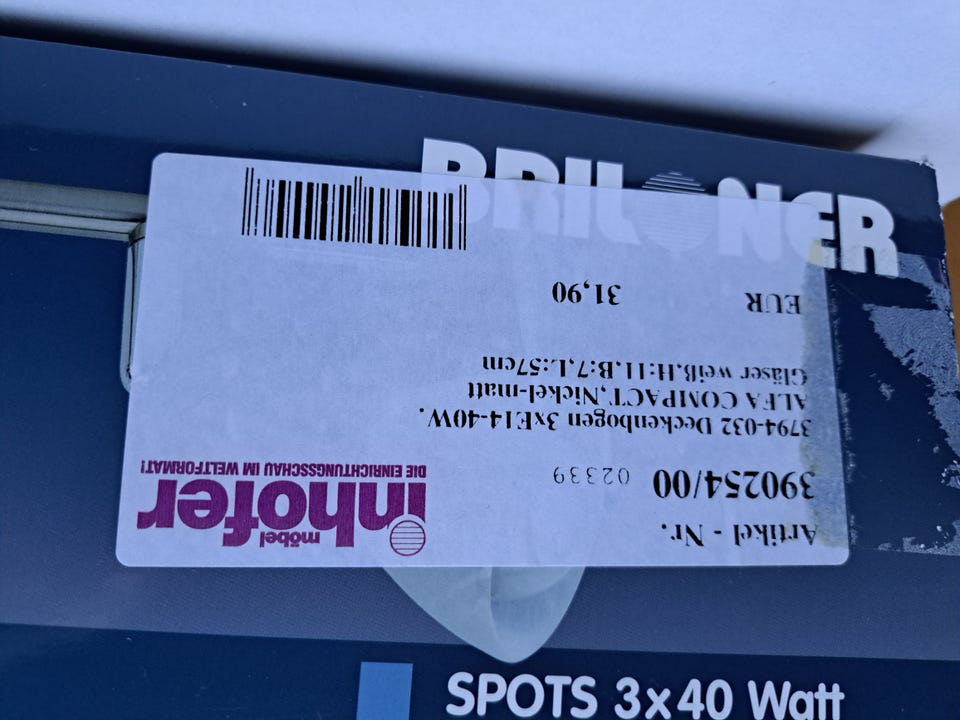 BRILONER
Artikel - Nr.
390254/00 02339
3794-032 Deckenbogen 3xE14-40W.
ALFA COMPACT,Nickel-matt
Gläser weiß,H:11,B:7,L:57cm
EUR 31,90
möbel
inhofer
DIE EINRICHTUNGSSCHAU IM WELTFORMAT!
SPOTS 3x40 Watt